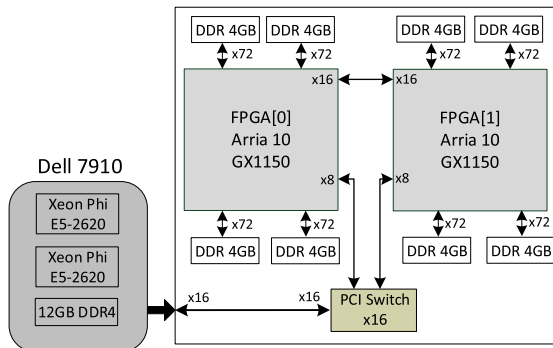 DDR 4GB
DDR 4GB
DDR 4GB
DDR 4GB
x72
x72
x72
x72
x16
x16
FPGA[0]
Arria 10
GX1150
FPGA[1]
Arria 10
GX1150
x8
x8
x72
x72
x72
x72
DDR 4GB
DDR 4GB
DDR 4GB
DDR 4GB
Dell 7910
Xeon Phi
E5-2620
Xeon Phi
E5-2620
12GB DDR4
x16
x16
PCI Switch
x16